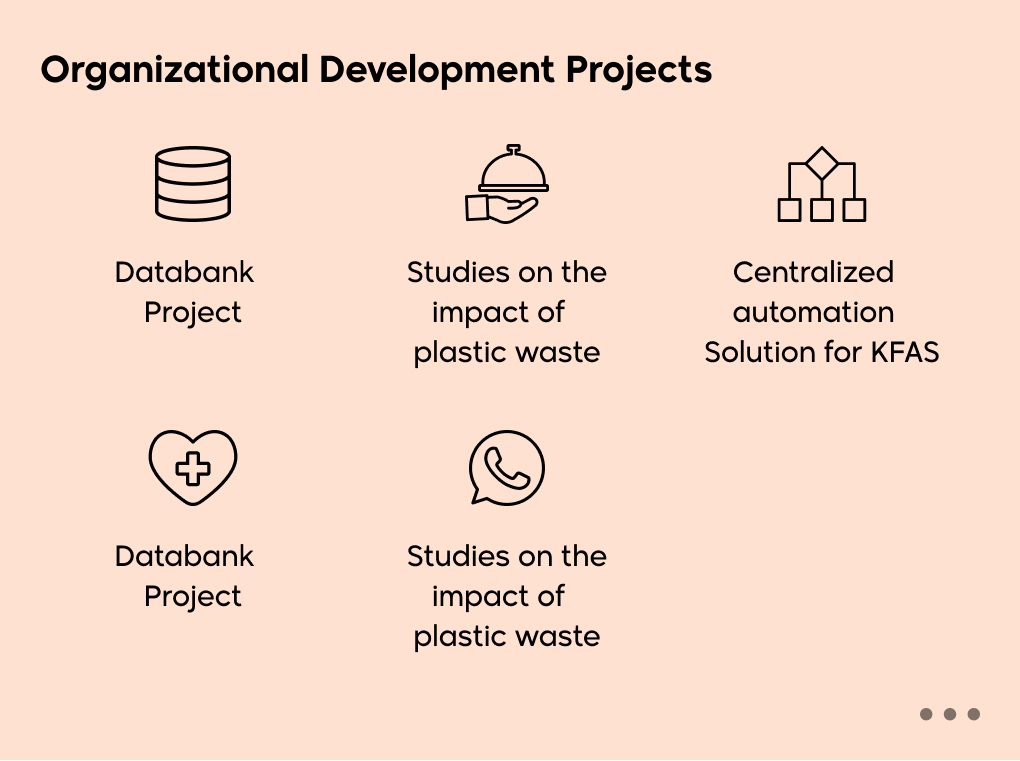 Organizational Development Projects
Databank
Project
Studies on the
impact of
plastic waste
Centralized
automation
Solution for KFAS
Databank
Project
Studies on the
impact of
plastic waste